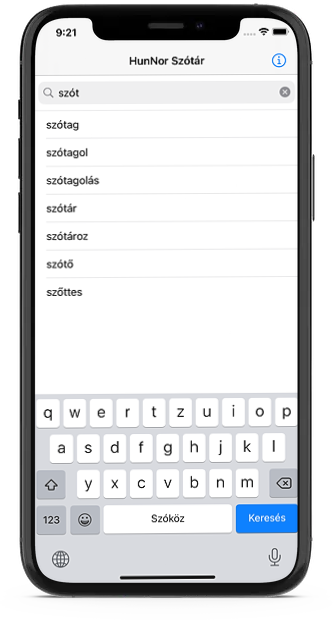 9:21
HunNor Szótár
szót
szótag
szótagol
szótagolás
szótár
szótároz
szótő
szőttes
q w e r t z u i o p
a s d f g h j k l
y x c v b n m
123 Szóköz Keresés